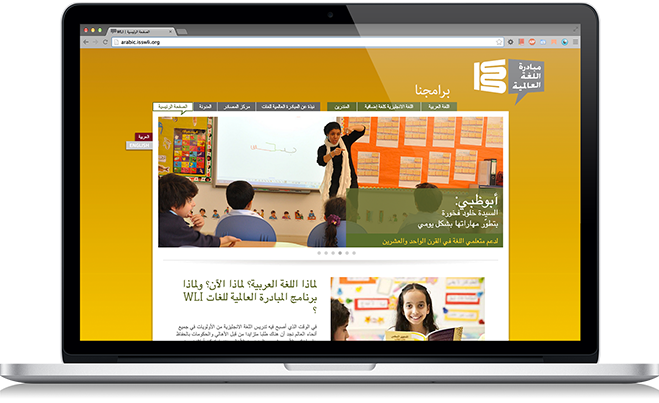 الصفحة الرئيسية | WLI
arabic.isswli.org
مبادرة
اللغة
العالمية
برامجنا
اللغة العربية
اللغة الانجليزية كلغة إضافية
المدربين
نبذة عن المبادرة العالمية للغات
مركز المصادر
المدونة
الصفحة الرئيسية
العربية
ENGLISH
أبوظبي:
السيدة خلود فخورة
بتطوّر مهاراتها بشكل يومي
لدعم متعلمي اللغة في القرن الواحد والعشرين
لماذا اللغة العربية؟ لماذا الآن؟ ولماذا
برنامج المبادرة العالمية للغات WLI
؟
في الوقت الذي أصبح فيه تدريس اللغة الانجليزية من الأولويات في جميع
أنحاء العالم نجد أن هناك طلبا متزايدا من قبل الأهالي والحكومات بالحفاظ